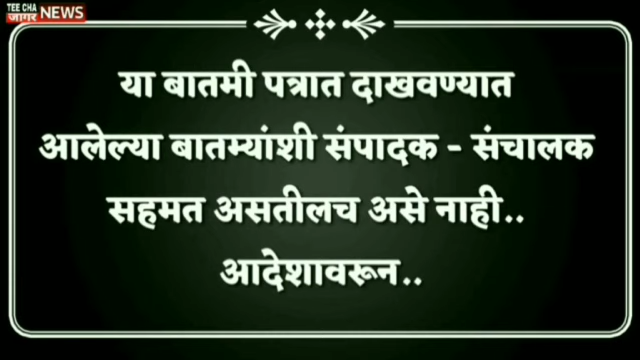 TEE CHA
जागर NEWS
या बातमी पत्रात दाखवण्यात
आलेल्या बातम्यांशी संपादक - संचालक
सहमत असतीलच असे नाही..
आदेशावरून..